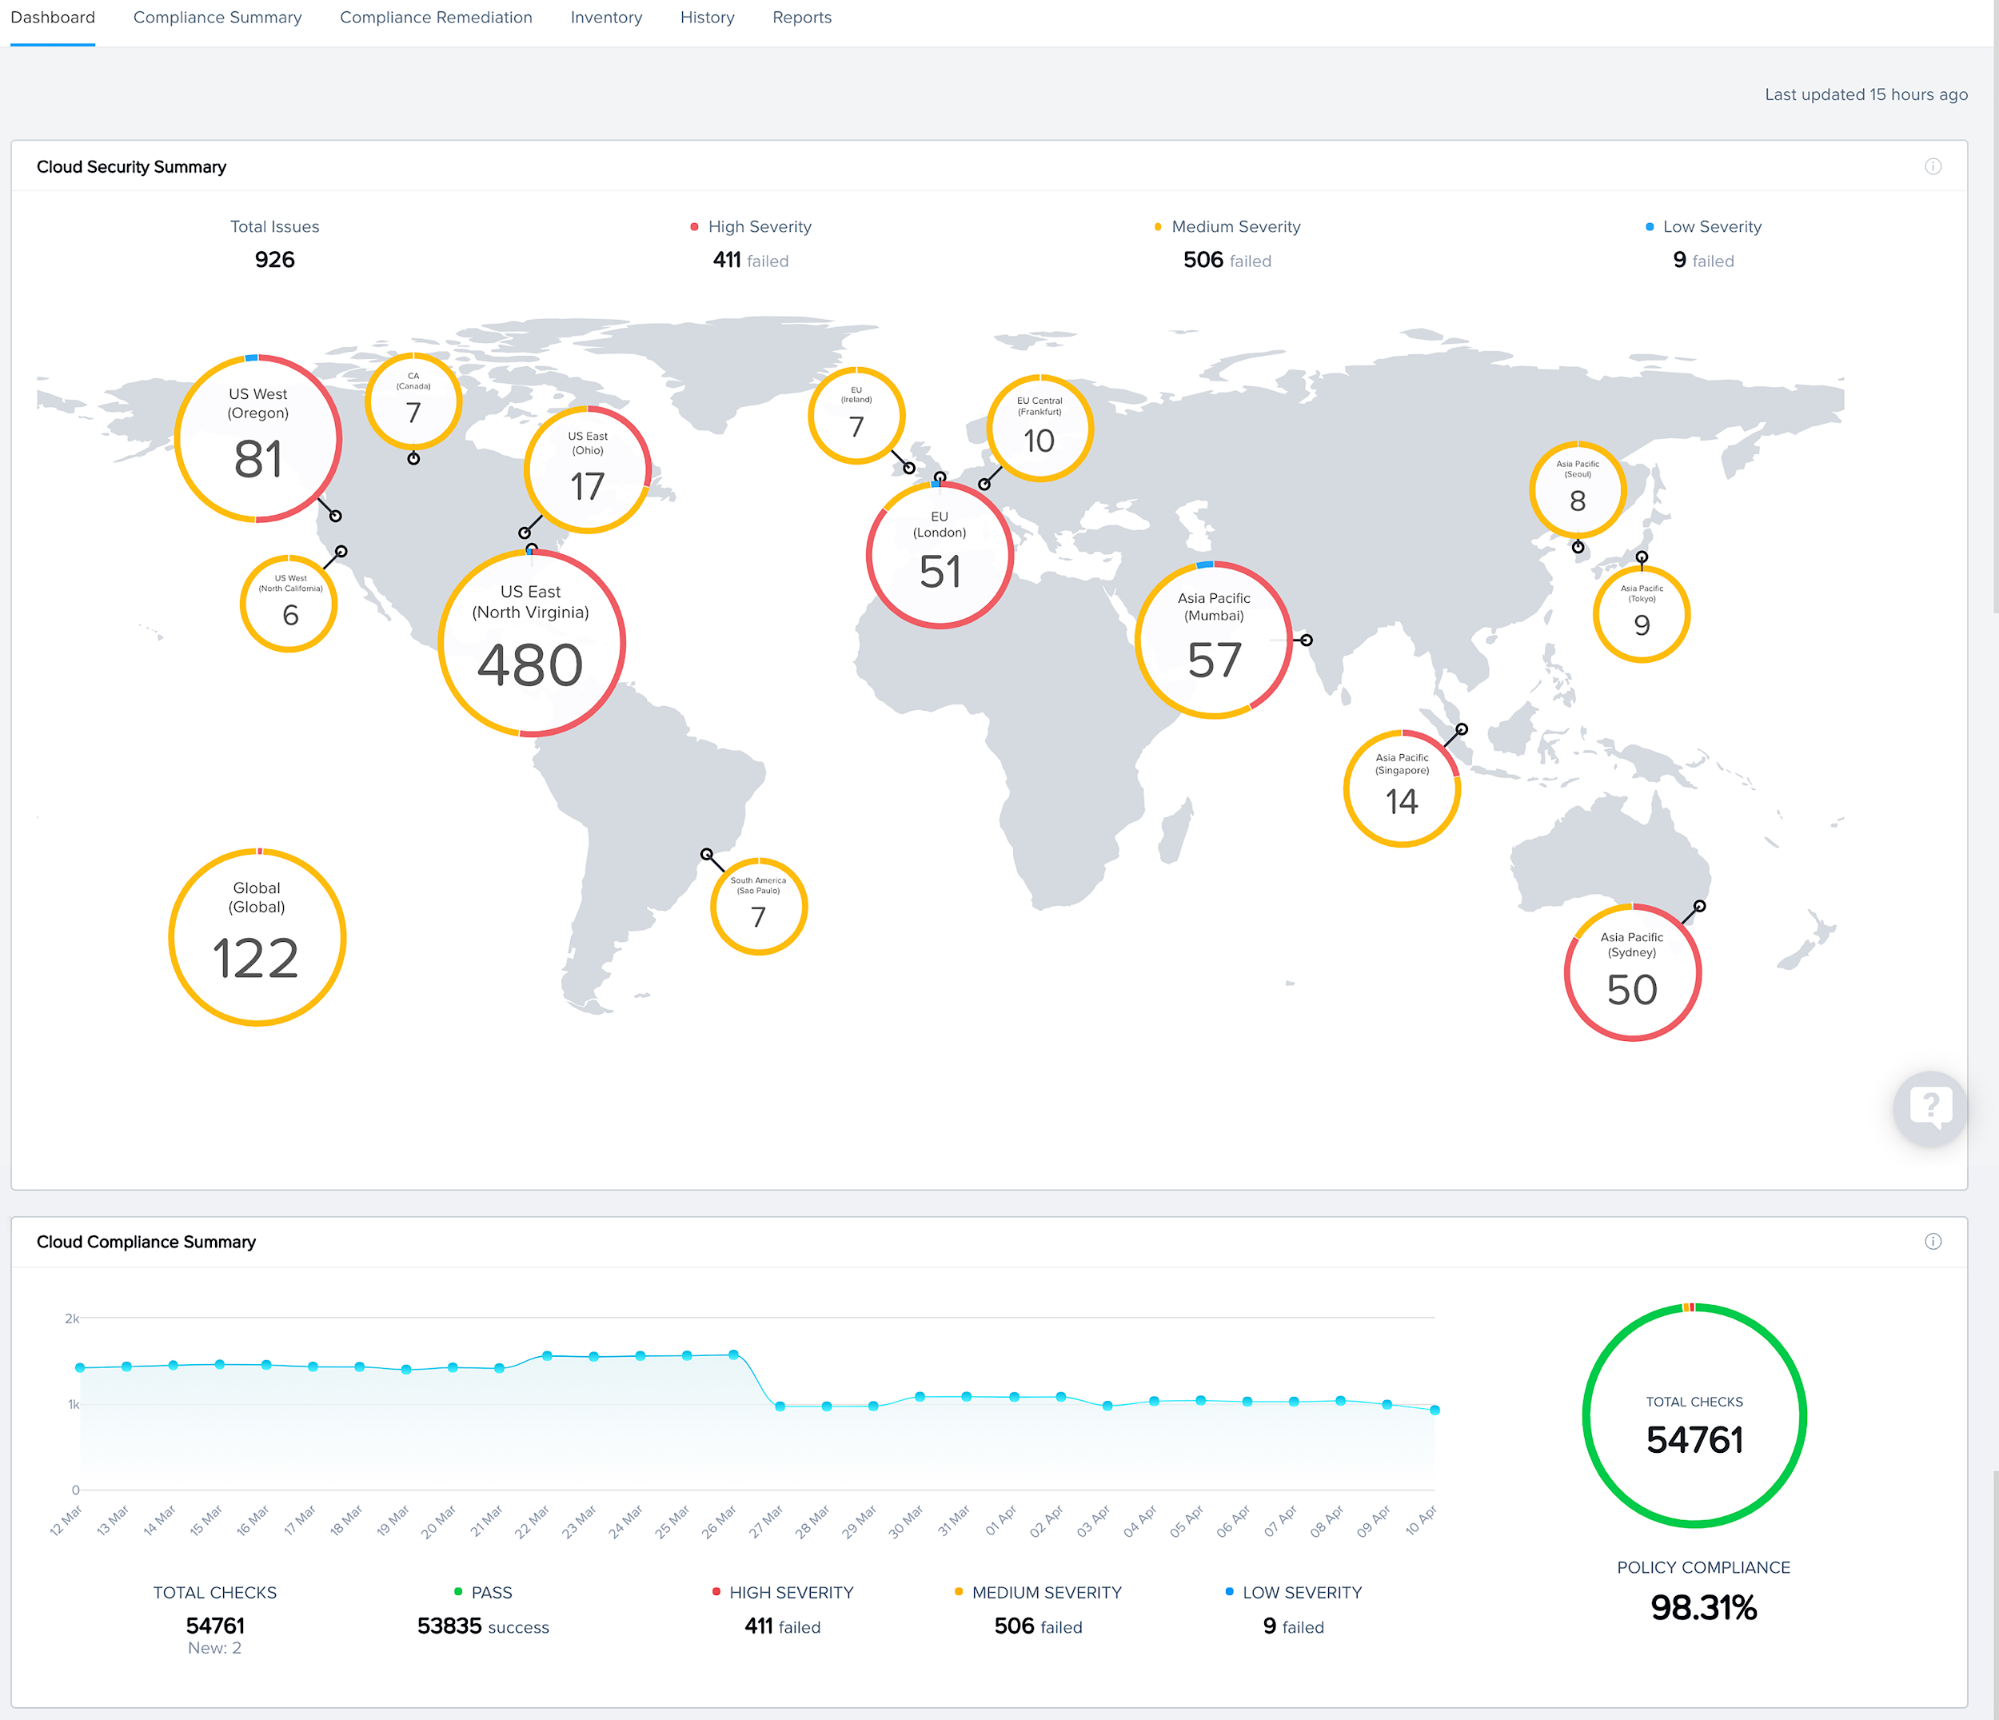 Dashboard Compliance Summary Compliance Remediation Inventory History Reports
Last updated 15 hours ago
Cloud Security Summary
Total Issues
926
High Severity
411 failed
Medium Severity
506 failed
Low Severity
9 failed
US West
(Oregon)
81
CA
(Canada)
7
US East
(Ohio)
17
EU
(Ireland)
7
EU Central
(Frankfurt)
10
Asia Pacific
(Seoul)
8
US West
(North California)
6
US East
(North Virginia)
480
EU
(London)
51
Asia Pacific
(Mumbai)
57
Asia Pacific
(Tokyo)
9
Asia Pacific
(Singapore)
14
Global
(Global)
122
South America
(Sao Paulo)
7
Asia Pacific
(Sydney)
50
?
Cloud Compliance Summary
2k
1k
0
12 Mar
13 Mar
14 Mar
15 Mar
16 Mar
17 Mar
18 Mar
19 Mar
20 Mar
21 Mar
22 Mar
23 Mar
24 Mar
25 Mar
26 Mar
27 Mar
28 Mar
29 Mar
30 Mar
31 Mar
01 Apr
02 Apr
03 Apr
04 Apr
05 Apr
06 Apr
07 Apr
08 Apr
09 Apr
10 Apr
TOTAL CHECKS
54761
POLICY COMPLIANCE
98.31%
TOTAL CHECKS
54761
New: 2
PASS
53835 success
HIGH SEVERITY
411 failed
MEDIUM SEVERITY
506 failed
LOW SEVERITY
9 failed